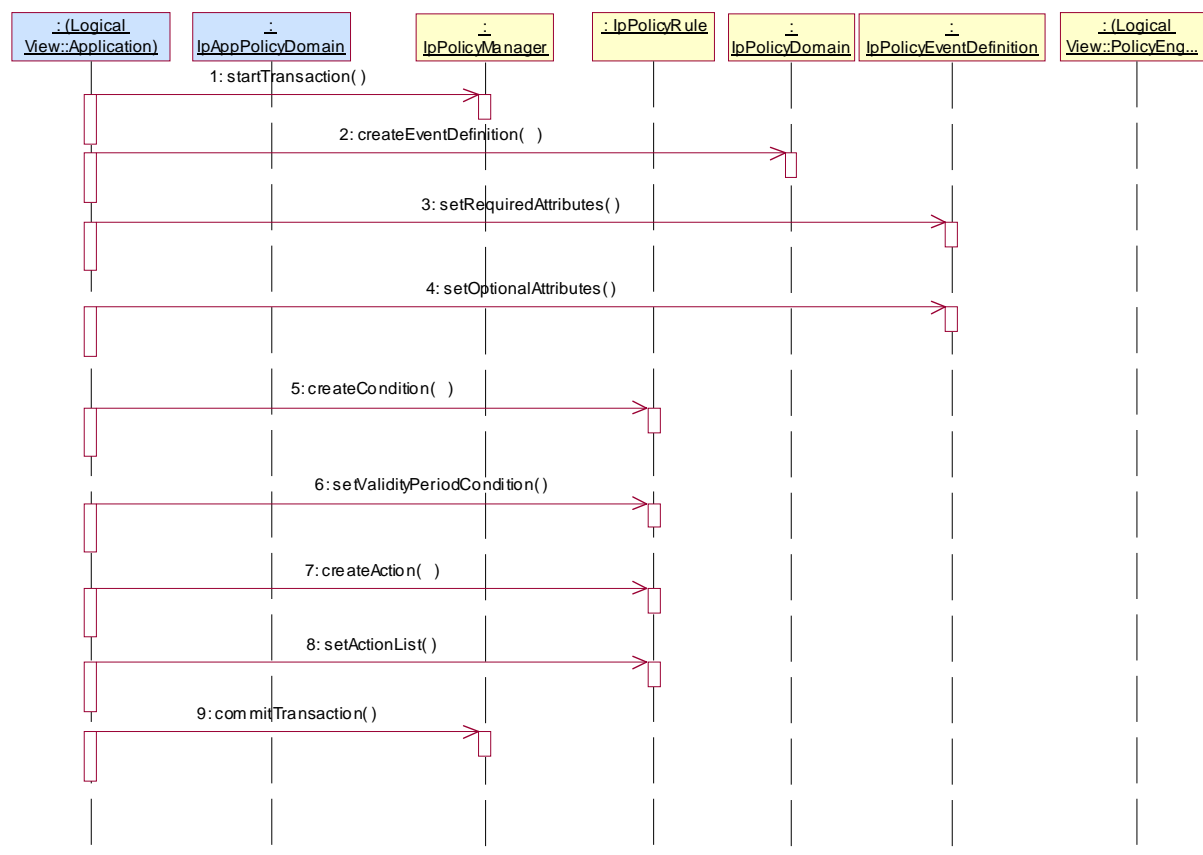 : (Logical
View::Application)
:
IpAppPolicyDomain
:
IpPolicyManager
: IpPolicyRule
:
IpPolicyDomain
:
IpPolicyEventDefinition
: (Logical
View::PolicyEng...
1: startTransaction( )
2: createEventDefinition(  )
3: setRequiredAttributes( )
4: setOptionalAttributes( )
5: createCondition(  )
6: setValidityPeriodCondition( )
7: createAction(  )
8: setActionList( )
9: commitTransaction( )